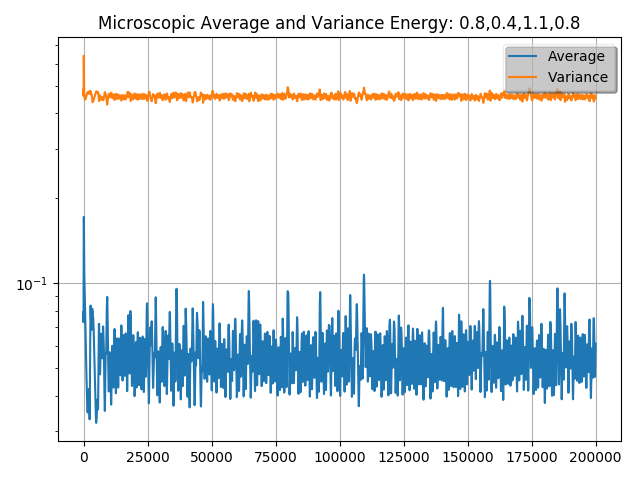 Microscopic Average and Variance Energy: 0.8,0.4,1.1,0.8
Average
Variance
10⁻¹
0 25000 50000 75000 100000 125000 150000 175000 200000